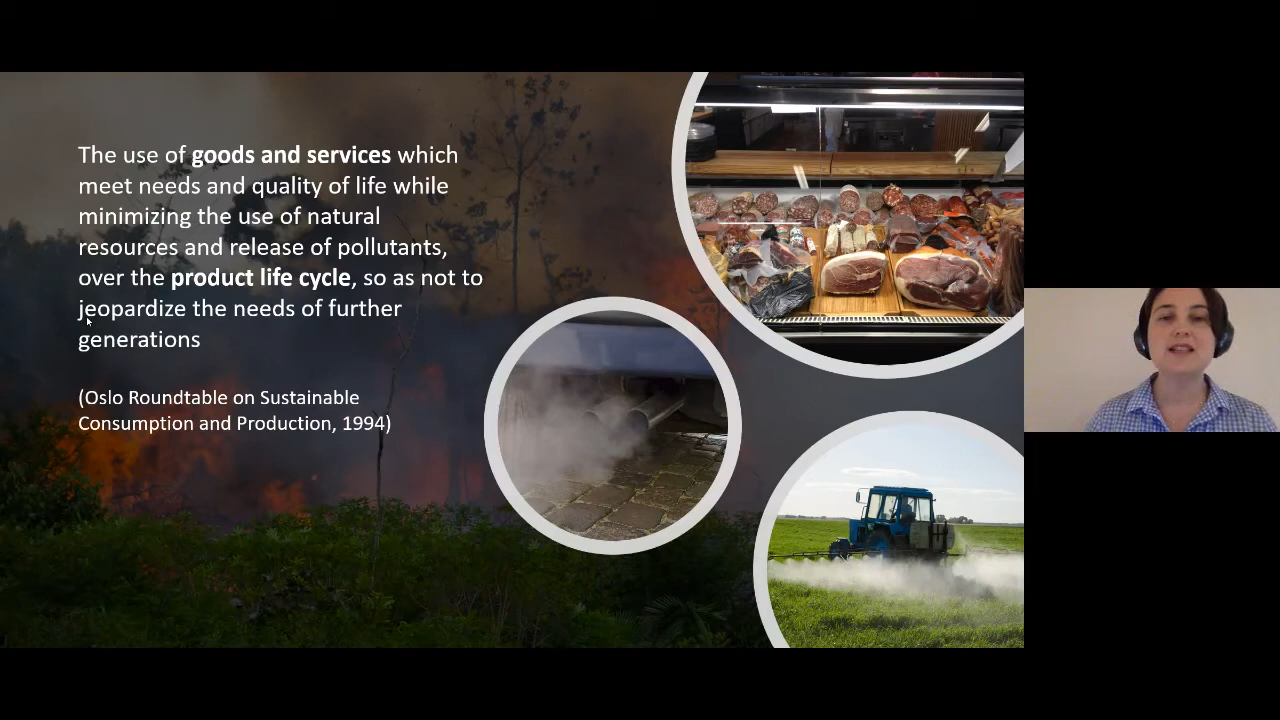 The use of goods and services which
meet needs and quality of life while
minimizing the use of natural
resources and release of pollutants,
over the product life cycle, so as not to
jeopardize the needs of further
generations
(Oslo Roundtable on Sustainable
Consumption and Production, 1994)